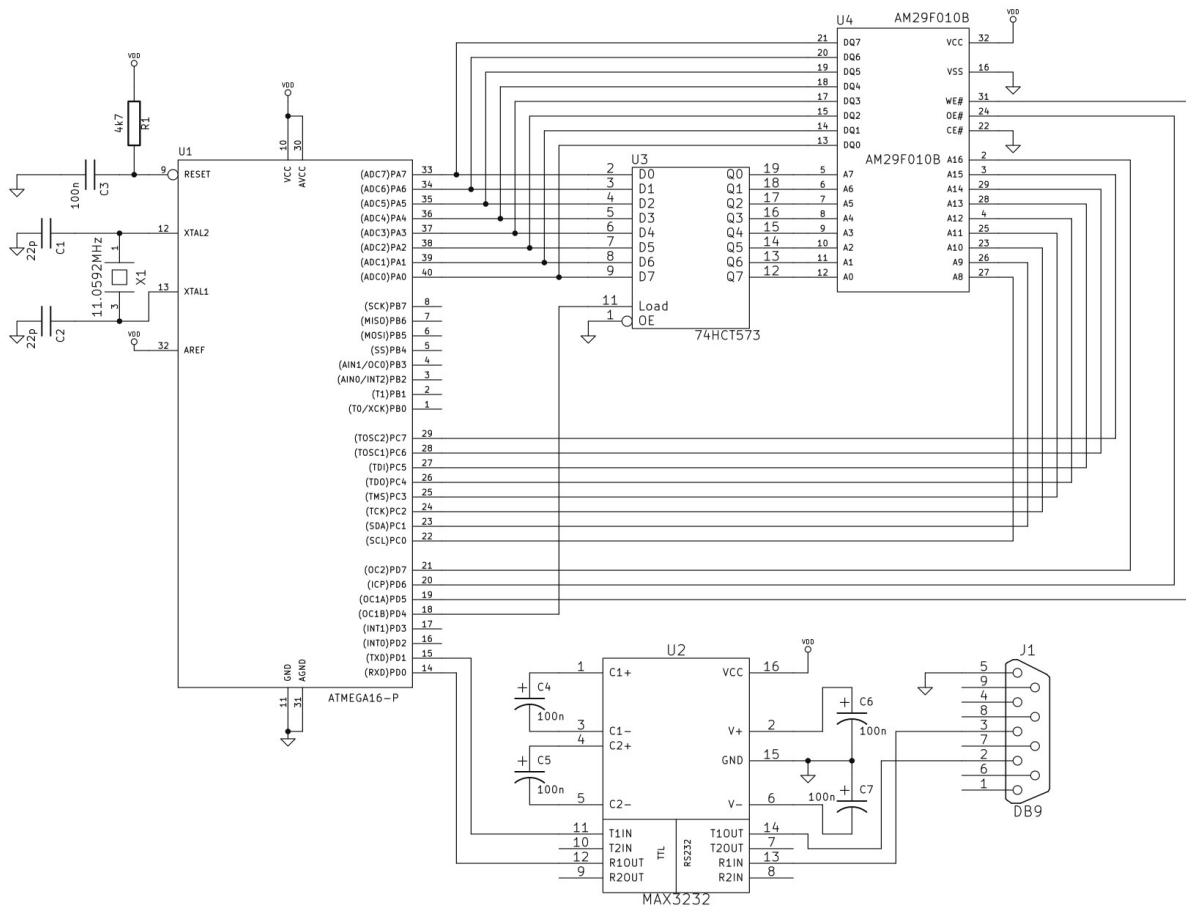 U4
AM29F010B
VDD
21 DQ7
20 DQ6
19 DQ5
18 DQ4
17 DQ3
15 DQ2
14 DQ1
13 DQ0
VCC 32
VSS 16
WE# 31
OE# 24
CE# 22
AM29F010B
A16 2
A15 3
A14 29
A13 28
A12 4
A11 25
A10 23
A9 26
A8 27
5 A7
6 A6
7 A5
8 A4
9 A3
10 A2
11 A1
12 A0
U3
2 D0 Q0 19
3 D1 Q1 18
4 D2 Q2 17
5 D3 Q3 16
6 D4 Q4 15
7 D5 Q5 14
8 D6 Q6 13
9 D7 Q7 12
11 Load
1 OE
74HCT573
VDD
4k7
R1
100n
C3
VDD
U1
9 RESET
10 VCC
30 AVCC
22p
C1
12 XTAL2
1
11.0592MHz
X1
3
13 XTAL1
22p
C2
VDD
32 AREF
(ADC7)PA7 33
(ADC6)PA6 34
(ADC5)PA5 35
(ADC4)PA4 36
(ADC3)PA3 37
(ADC2)PA2 38
(ADC1)PA1 39
(ADC0)PA0 40
(SCK)PB7 8
(MISO)PB6 7
(MOSI)PB5 6
(SS)PB4 5
(AIN1/OC0)PB3 4
(AIN0/INT2)PB2 3
(T1)PB1 2
(T0/XCK)PB0 1
(TOSC2)PC7 29
(TOSC1)PC6 28
(TDI)PC5 27
(TDO)PC4 26
(TMS)PC3 25
(TCK)PC2 24
(SDA)PC1 23
(SCL)PC0 22
(OC2)PD7 21
(ICP)PD6 20
(OC1A)PD5 19
(OC1B)PD4 18
(INT1)PD3 17
(INT0)PD2 16
(TXD)PD1 15
(RXD)PD0 14
11 GND
31 AGND
ATMEGA16-P
U2
VDD
1 C1+
3 C1-
4 C2+
5 C2-
+ C4
100n
+ C5
100n
VCC 16
V+ 2
GND 15
V- 6
+ C6
100n
C7
100n +
11 T1IN
10 T2IN
12 R1OUT
9 R2OUT
TTL
RS232
T1OUT 14
T2OUT 7
R1IN 13
R2IN 8
MAX3232
J1
5
9
4
8
3
7
2
6
1
DB9